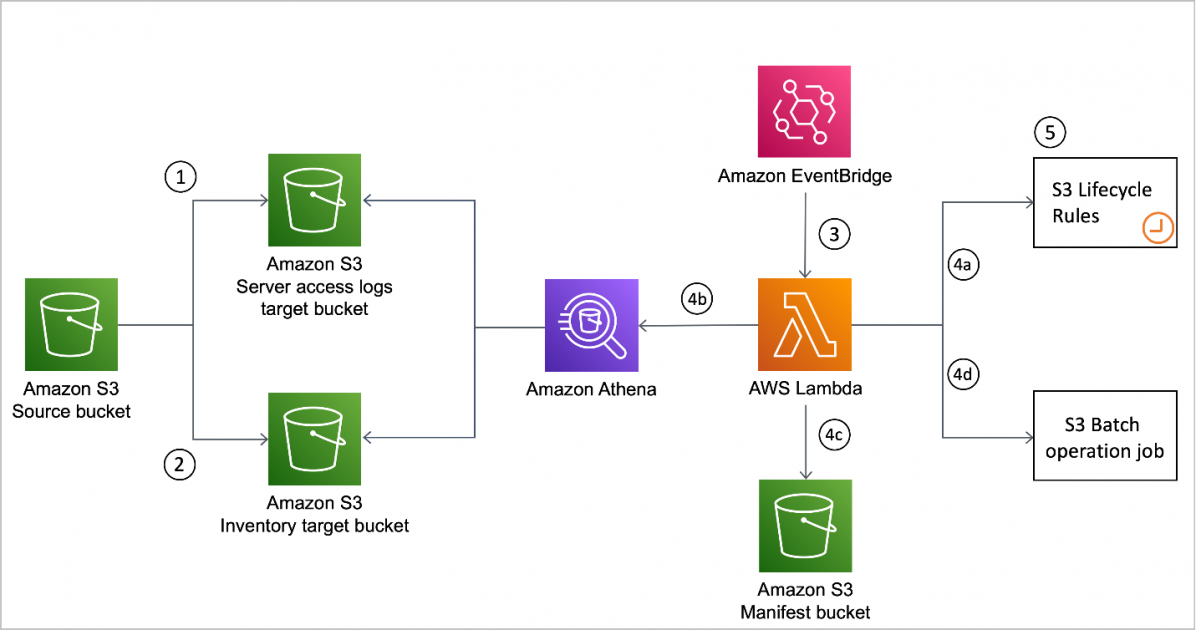 1
Amazon S3
Server access logs
target bucket
Amazon S3
Source bucket
2
Amazon S3
Inventory target bucket
Amazon Athena
4b
Amazon EventBridge
3
AWS Lambda
4c
Amazon S3
Manifest bucket
5
S3 Lifecycle
Rules
4a
4d
S3 Batch
operation job